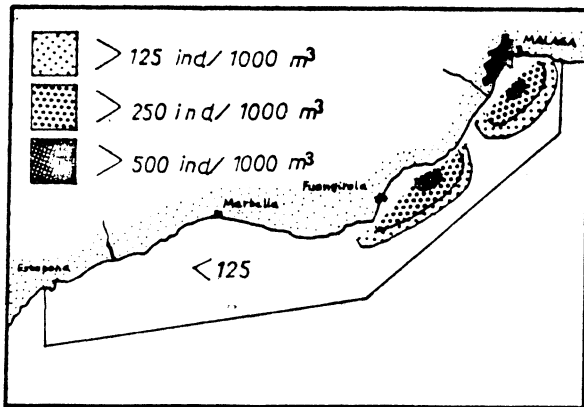 MALAGA
> 125 ind/ 1000 m³
> 250 ind/ 1000 m³
> 500 ind/ 1000 m³
Fuengirola
Marbella
Estepona
< 125